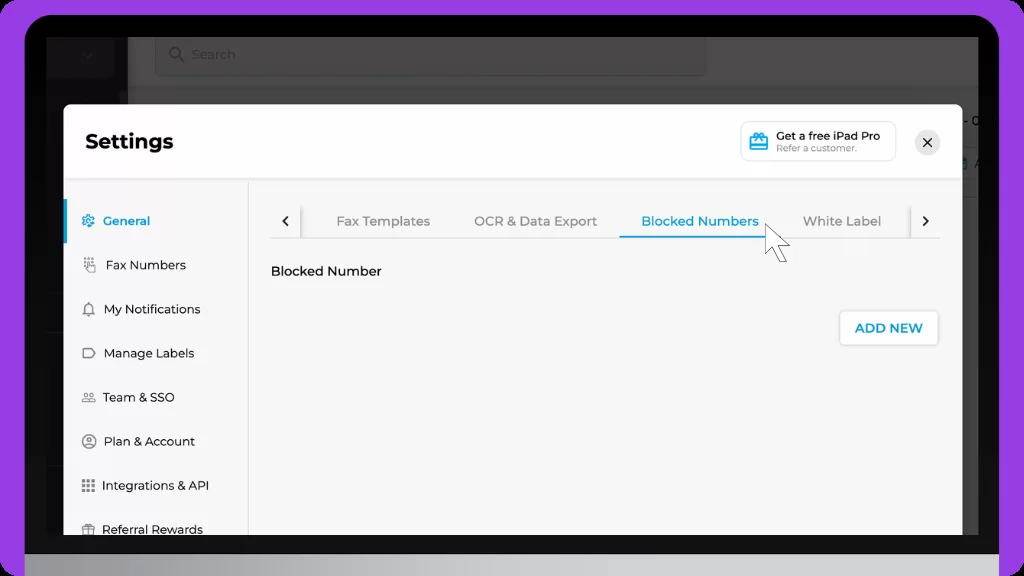 Search
Settings
Get a free iPad Pro
Refer a customer.
General
Fax Numbers
My Notifications
Manage Labels
Team & SSO
Plan & Account
Integrations & API
Referral Rewards
Fax Templates
OCR & Data Export
Blocked Numbers
White Label
Blocked Number
ADD NEW